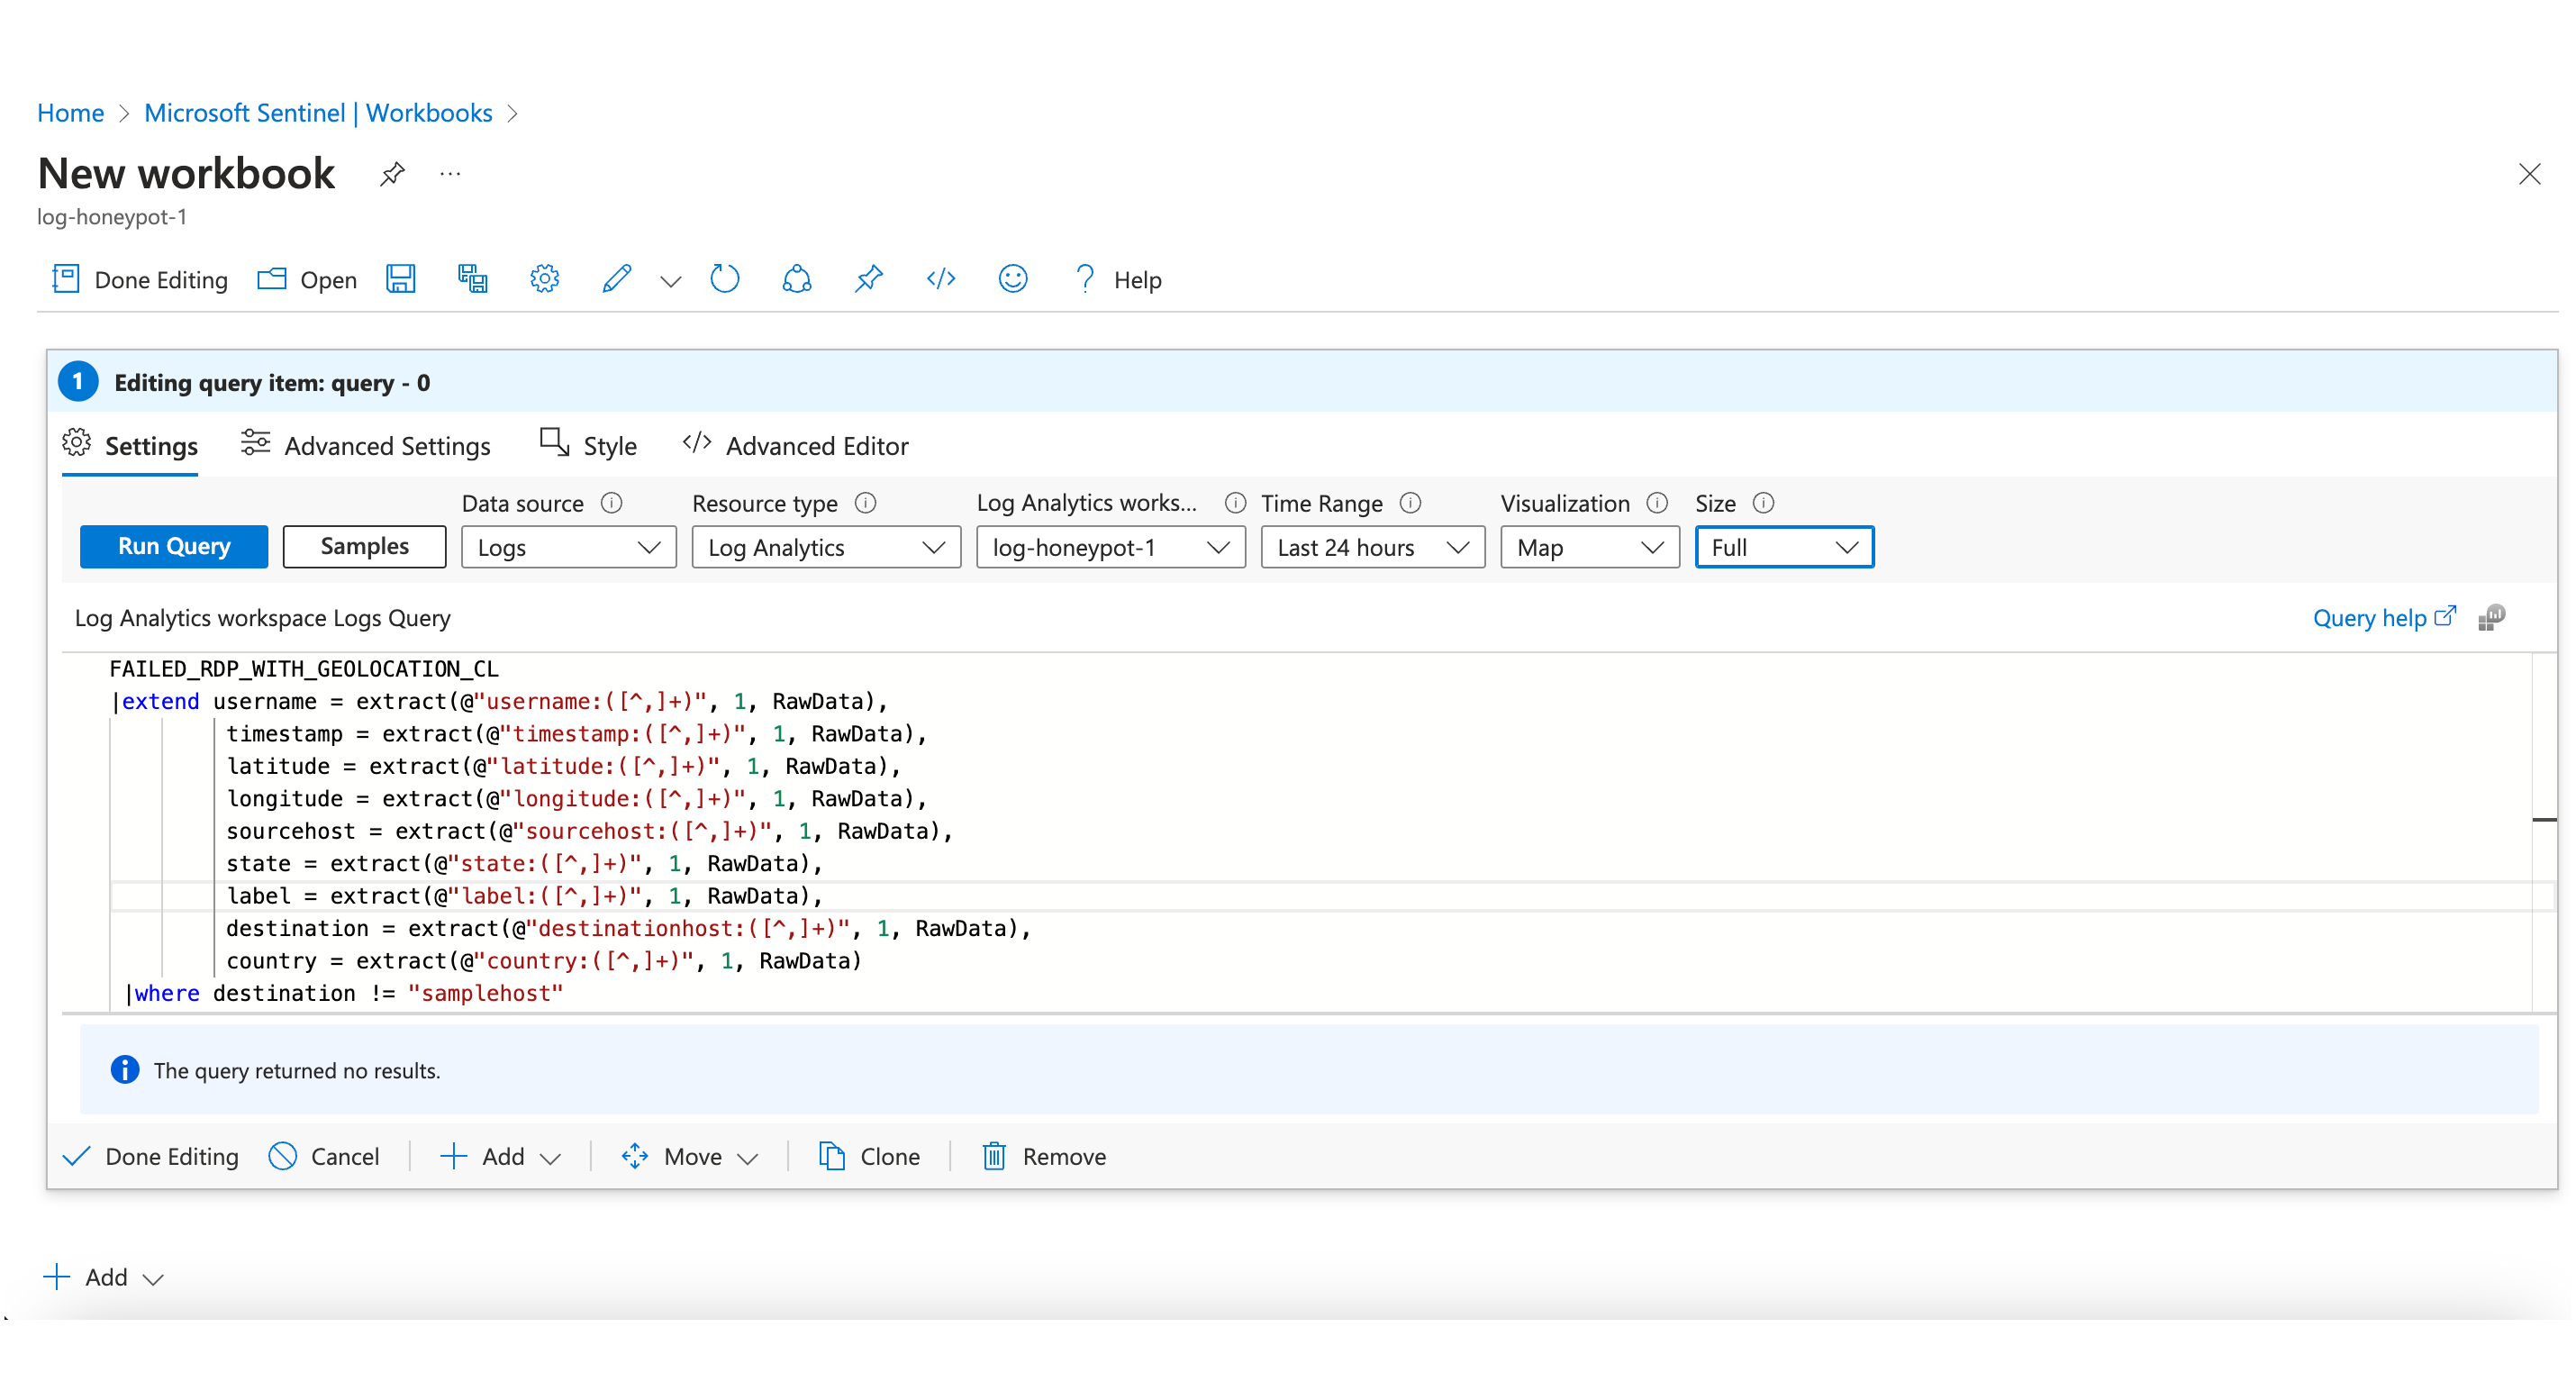 Home > Microsoft Sentinel | Workbooks >
New workbook ...
log-honeypot-1
Done Editing Open Help
1 Editing query item: query - 0
Settings Advanced Settings Style Advanced Editor
Data source Resource type Log Analytics works... Time Range Visualization Size
Run Query Samples Logs Log Analytics log-honeypot-1 Last 24 hours Map Full
Log Analytics workspace Logs Query Query help
FAILED_RDP_WITH_GEOLOCATION_CL
|extend username = extract(@"username:([^,]+)", 1, RawData),
timestamp = extract(@"timestamp:([^,]+)", 1, RawData),
latitude = extract(@"latitude:([^,]+)", 1, RawData),
longitude = extract(@"longitude:([^,]+)", 1, RawData),
sourcehost = extract(@"sourcehost:([^,]+)", 1, RawData),
state = extract(@"state:([^,]+)", 1, RawData),
label = extract(@"label:([^,]+)", 1, RawData),
destination = extract(@"destinationhost:([^,]+)", 1, RawData),
country = extract(@"country:([^,]+)", 1, RawData)
|where destination != "samplehost"
The query returned no results.
Done Editing Cancel Add Move Clone Remove
Add